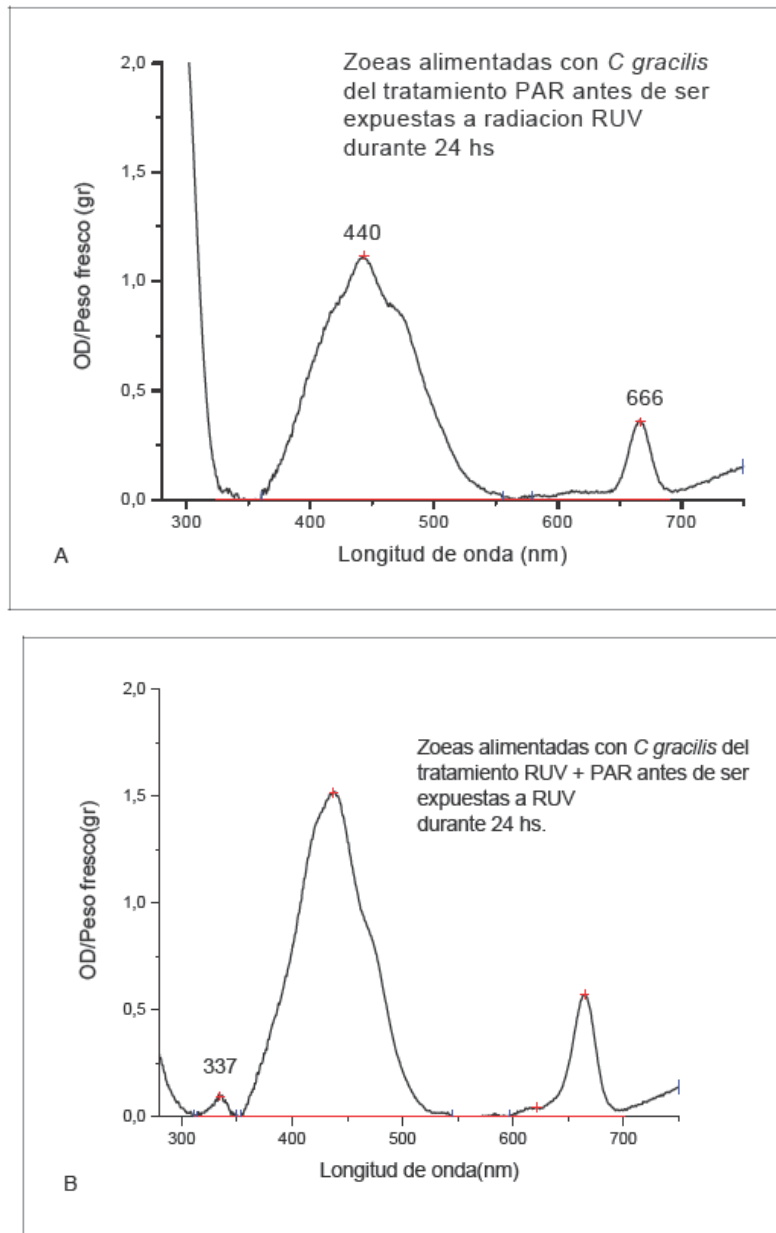 Zoeas alimentadas con C gracilis
del tratamiento PAR antes de ser
expuestas a radiacion RUV
durante 24 hs
OD/Peso fresco (gr)
2,0
1,5
1,0
0,5
0,0
440
666
300 400 500 600 700
Longitud de onda (nm)
A
Zoeas alimentadas con C gracilis del
tratamiento RUV + PAR antes de ser
expuestas a RUV
durante 24 hs.
OD/Peso fresco(gr)
2,0
1,5
1,0
0,5
0,0
337
300 400 500 600 700
Longitud de onda(nm)
B